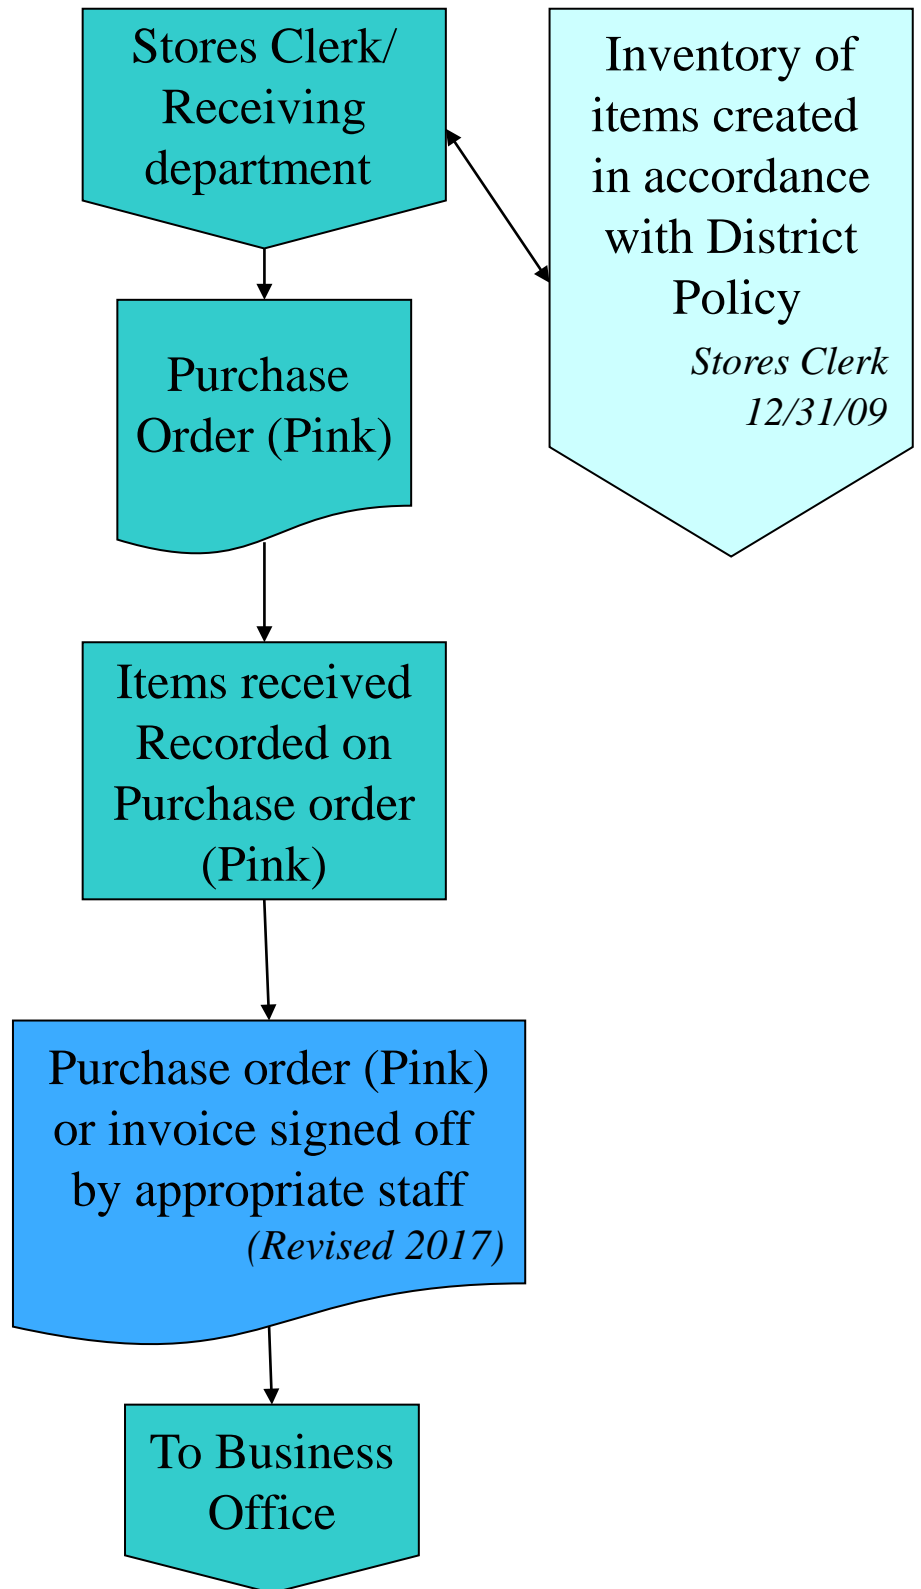 Stores Clerk/
Receiving
department
Inventory of
items created
in accordance
with District
Policy
Stores Clerk
12/31/09
Purchase
Order (Pink)
Items received
Recorded on
Purchase order
(Pink)
Purchase order (Pink)
or invoice signed off
by appropriate staff
(Revised 2017)
To Business
Office